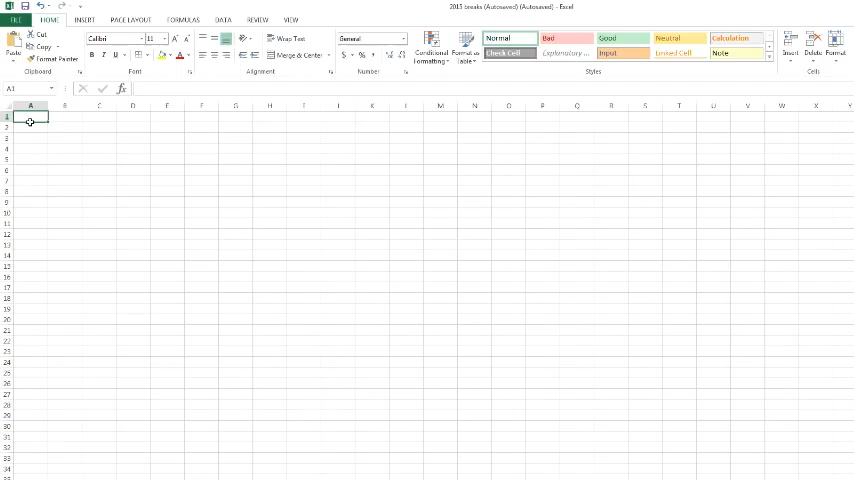 2015 breaks (Autosaved) (Autosaved) - Excel
FILE HOME INSERT PAGE LAYOUT FORMULAS DATA REVIEW VIEW
Paste
Cut
Copy
Format Painter
Clipboard
Calibri 11
B I U A
Font
Wrap Text
Merge & Center
Alignment
General
$ % ,
Number
Conditional Formatting
Format as Table
Normal Bad Good Neutral Calculation
Check Cell Explanatory ... Input Linked Cell Note
Styles
Insert Delete Format
Cells
A1 fx
A B C D E F G H I J K L M N O P Q R S T U V W X Y
1
2
3
4
5
6
7
8
9
10
11
12
13
14
15
16
17
18
19
20
21
22
23
24
25
26
27
28
29
30
31
32
33
34